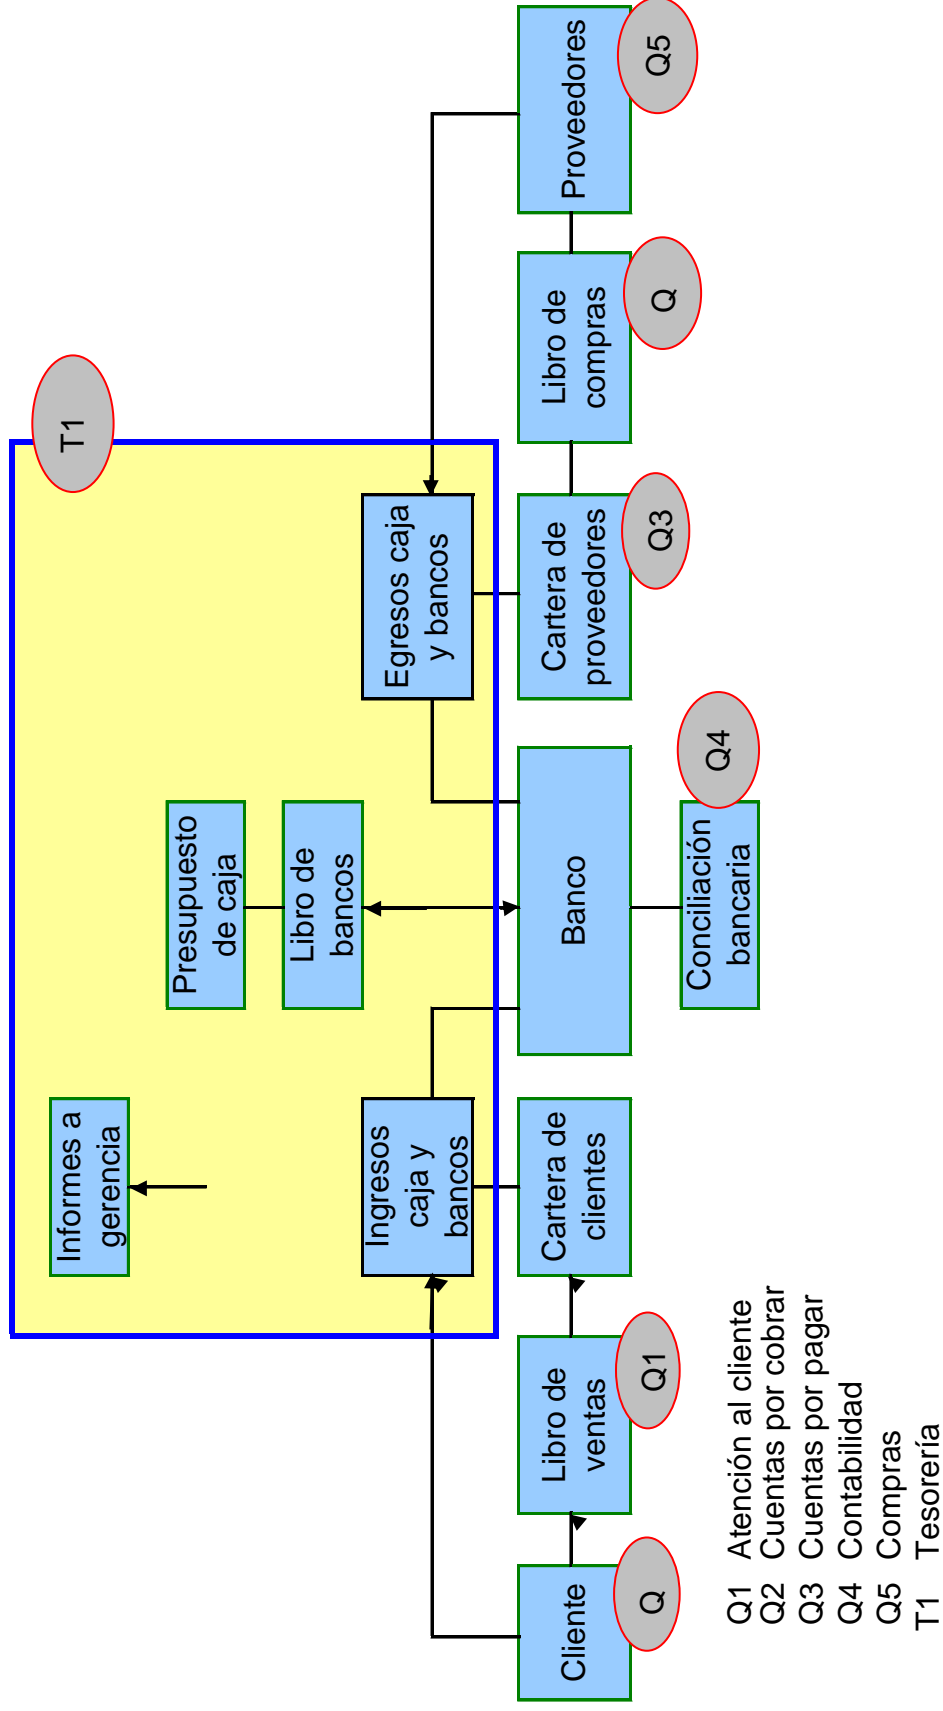 T1
Informes a
gerencia
Presupuesto
de caja
Libro de
bancos
Ingresos
caja y
bancos
Egresos caja
y bancos
Cliente
Q
Libro de
ventas
Q1
Cartera de
clientes
Banco
Cartera de
proveedores
Q3
Libro de
compras
Q
Proveedores
Q5
Conciliación
bancaria
Q4
Q1 Atención al cliente
Q2 Cuentas por cobrar
Q3 Cuentas por pagar
Q4 Contabilidad
Q5 Compras
T1 Tesorería